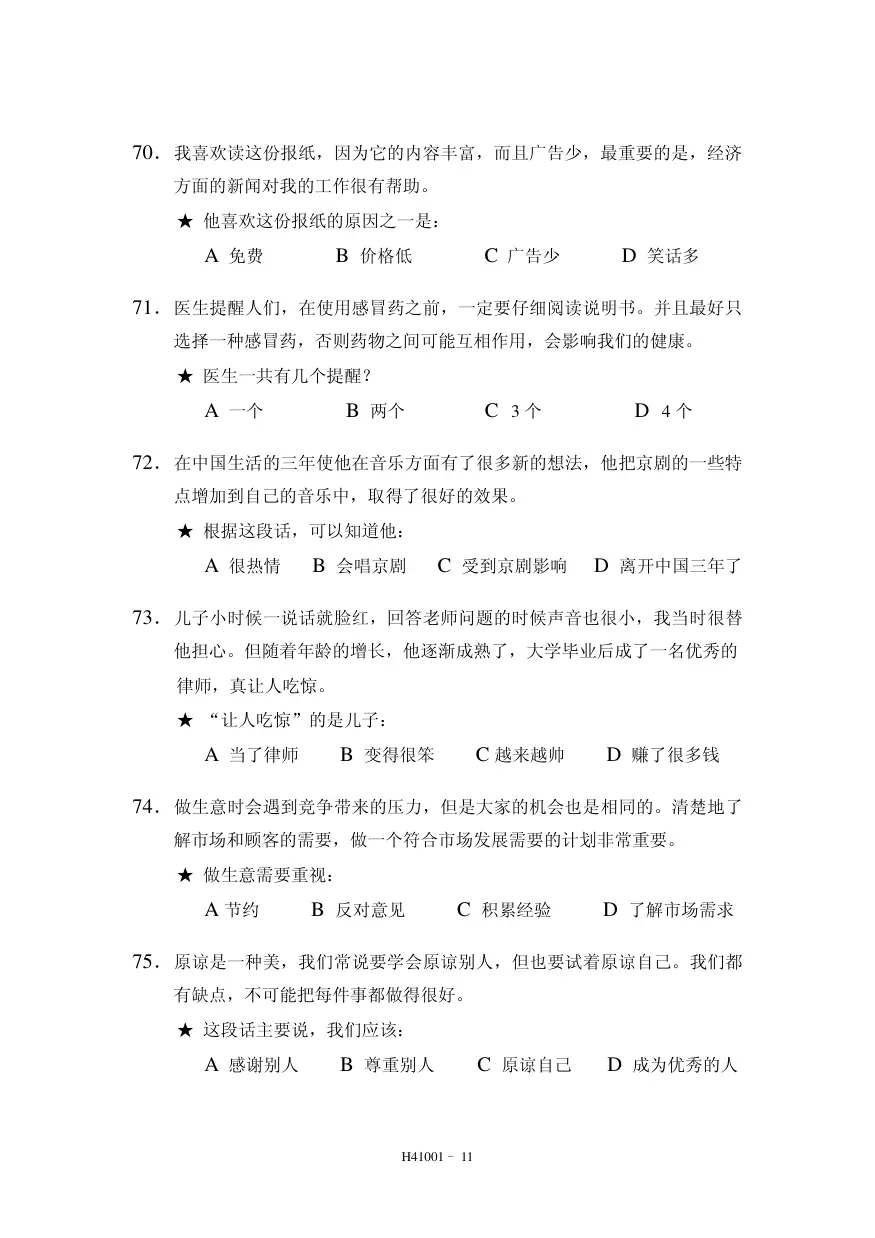 70．我喜欢读这份报纸，因为它的内容丰富，而且广告少，最重要的是，经济
方面的新闻对我的工作很有帮助。
★ 他喜欢这份报纸的原因之一是：
A 免费 B 价格低 C 广告少 D 笑话多
71．医生提醒人们，在使用感冒药之前，一定要仔细阅读说明书。并且最好只
选择一种感冒药，否则药物之间可能互相作用，会影响我们的健康。
★ 医生一共有几个提醒？
A 一个 B 两个 C 3 个 D 4 个
72．在中国生活的三年使他在音乐方面有了很多新的想法，他把京剧的一些特
点增加到自己的音乐中，取得了很好的效果。
★ 根据这段话，可以知道他：
A 很热情 B 会唱京剧 C 受到京剧影响 D 离开中国三年了
73．儿子小时候一说话就脸红，回答老师问题的时候声音也很小，我当时很替
他担心。但随着年龄的增长，他逐渐成熟了，大学毕业后成了一名优秀的
律师，真让人吃惊。
★ “让人吃惊”的是儿子：
A 当了律师 B 变得很笨 C 越来越帅 D 赚了很多钱
74．做生意时会遇到竞争带来的压力，但是大家的机会也是相同的。清楚地了
解市场和顾客的需要，做一个符合市场发展需要的计划非常重要。
★ 做生意需要重视：
A 节约 B 反对意见 C 积累经验 D 了解市场需求
75．原谅是一种美，我们常说要学会原谅别人，但也要试着原谅自己。我们都
有缺点，不可能把每件事都做得很好。
★ 这段话主要说，我们应该：
A 感谢别人 B 尊重别人 C 原谅自己 D 成为优秀的人
H41001－ 11